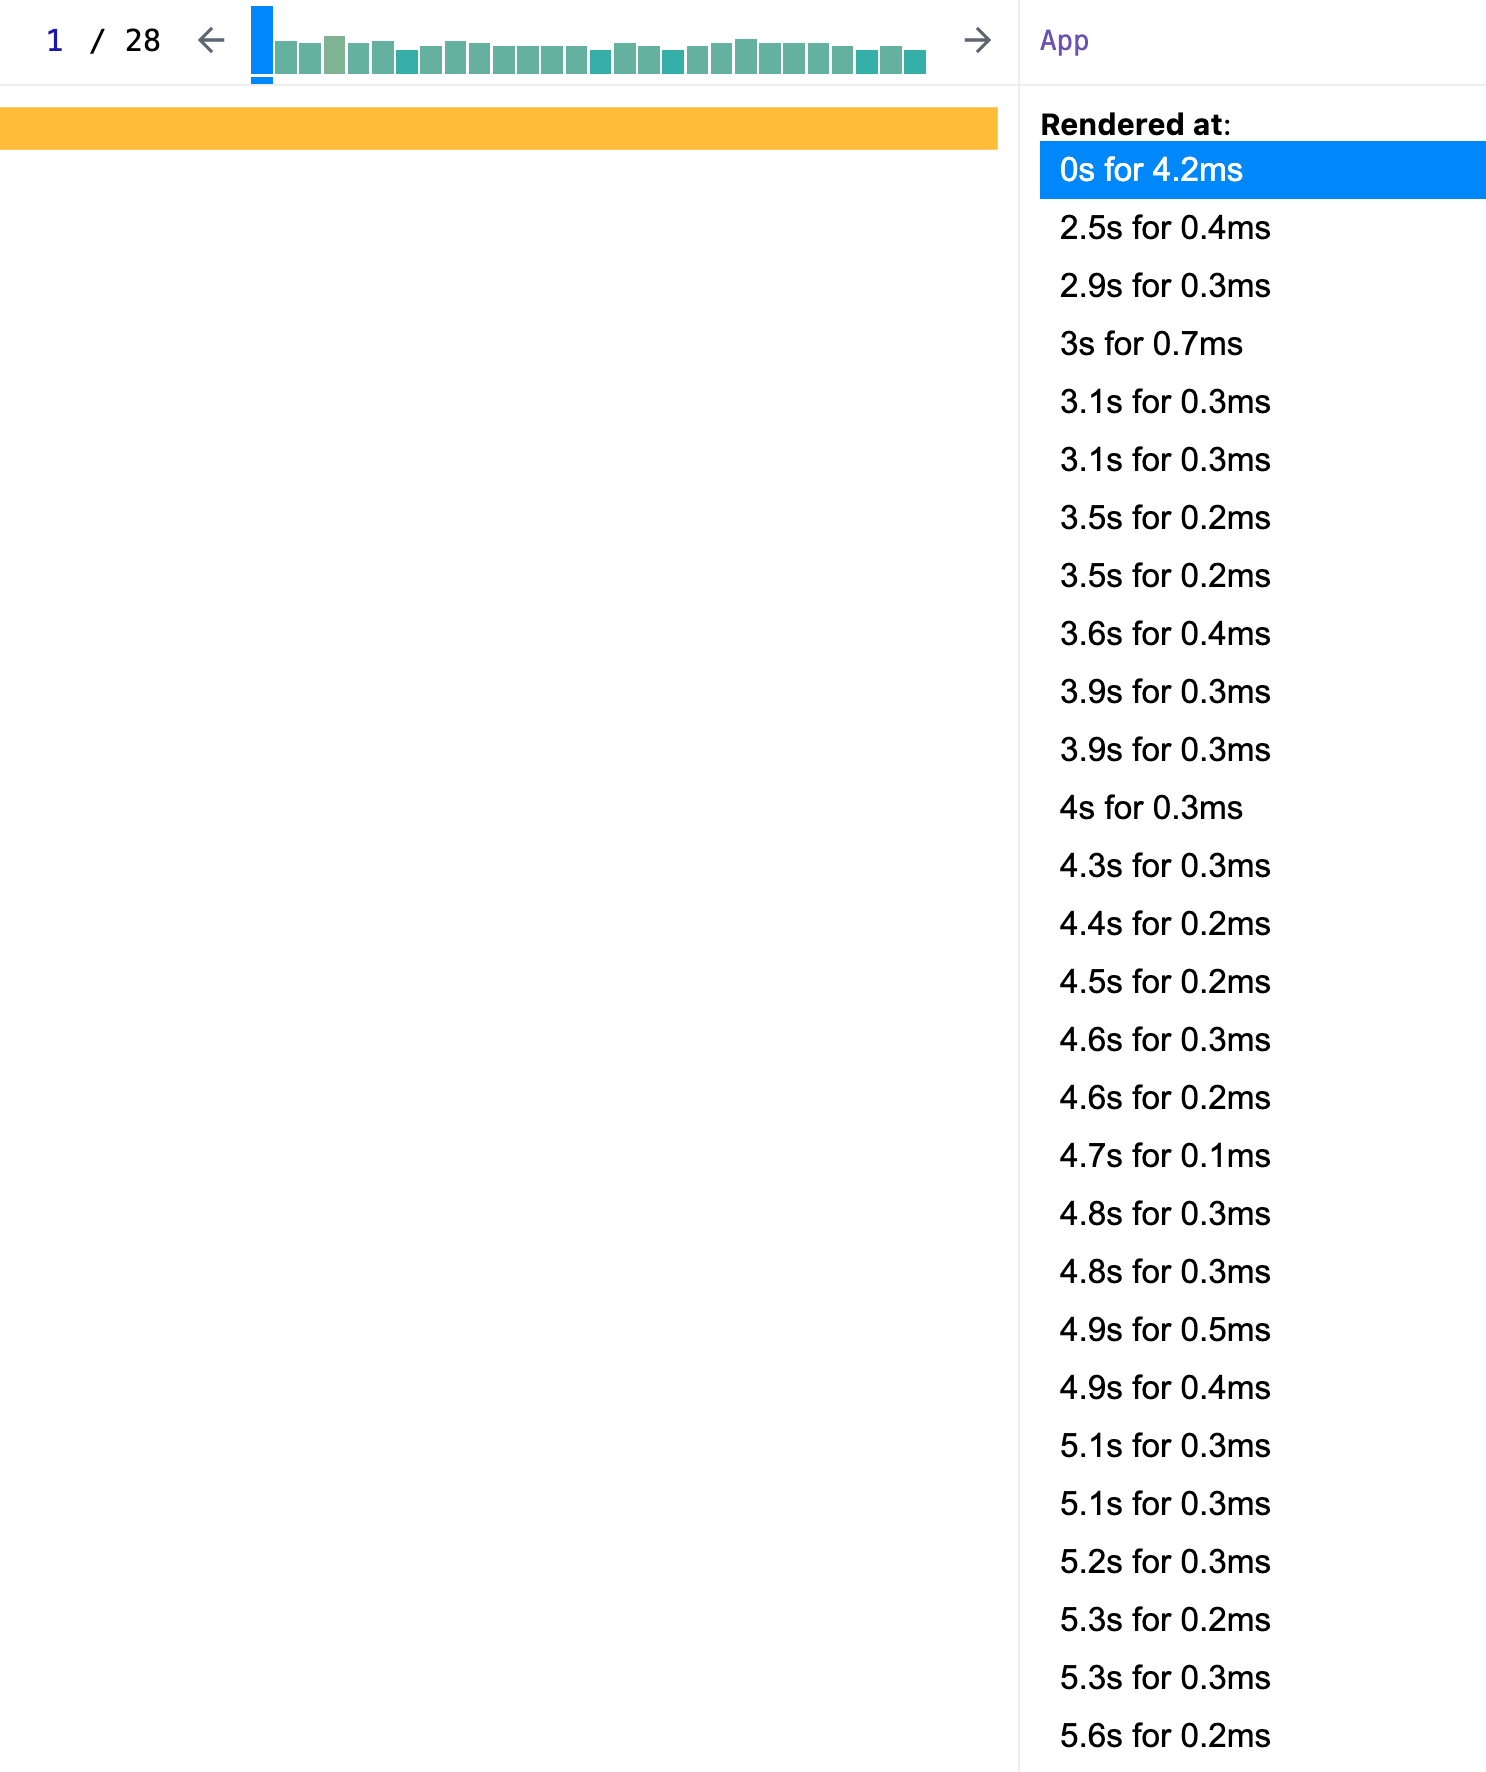 1 / 28
App
Rendered at:
0s for 4.2ms
2.5s for 0.4ms
2.9s for 0.3ms
3s for 0.7ms
3.1s for 0.3ms
3.1s for 0.3ms
3.5s for 0.2ms
3.5s for 0.2ms
3.6s for 0.4ms
3.9s for 0.3ms
3.9s for 0.3ms
4s for 0.3ms
4.3s for 0.3ms
4.4s for 0.2ms
4.5s for 0.2ms
4.6s for 0.3ms
4.6s for 0.2ms
4.7s for 0.1ms
4.8s for 0.3ms
4.8s for 0.3ms
4.9s for 0.5ms
4.9s for 0.4ms
5.1s for 0.3ms
5.1s for 0.3ms
5.2s for 0.3ms
5.3s for 0.2ms
5.3s for 0.3ms
5.6s for 0.2ms